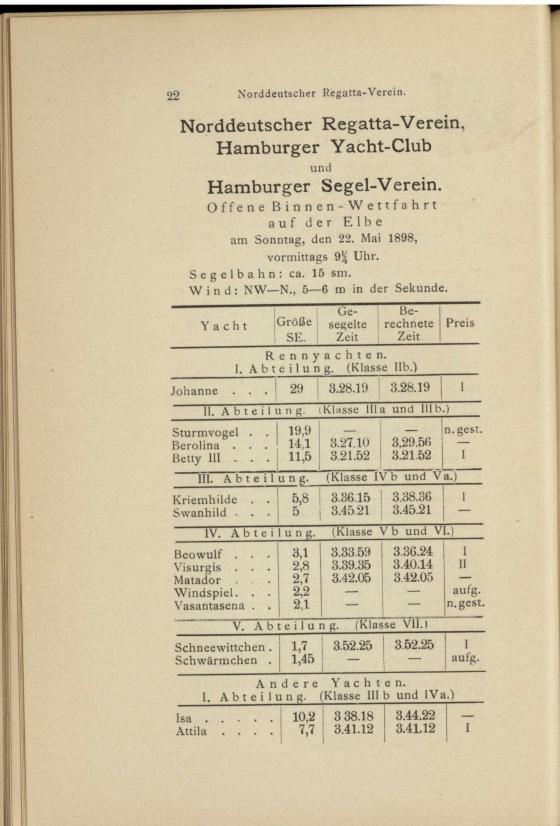 22 Norddeutscher Regatta-Verein.
Norddeutscher Regatta-Verein,
Hamburger Yacht-Club
und
Hamburger Segel-Verein.
Offene Binnen-Wettfahrt
auf der Elbe
am Sonntag, den 22. Mai 1898,
vormittags 9¼ Uhr.
Segelbahn: ca. 15 sm.
Wind: NW—N., 5—6 m in der Sekunde.
Yacht Größe SE. Ge-segelte Zeit Be-rechnete Zeit Preis
Rennyachten.
I. Abteilung. (Klasse IIb.)
Johanne . . . 29 3.28.19 3.28.19 I
II. Abteilung. (Klasse IIIa und IIIb.)
Sturmvogel . . 19,9 — — n. gest.
Berolina . . . 14,1 3.27.10 3,29.56 —
Betty III . . . 11,5 3.21.52 3.21.52 I
III. Abteilung. (Klasse IVb und Va.)
Kriemhilde . . 5,8 3.36.15 3.38.36 I
Swanhild . . . 5 3.45.21 3.45.21 —
IV. Abteilung. (Klasse Vb und VI.)
Beowulf . . . 3,1 3.33.59 3.36.24 I
Visurgis . . . 2,8 3.39.35 3.40.14 II
Matador . . . 2,7 3.42.05 3.42.05 —
Windspiel. . . 2,2 — — aufg.
Vasantasena . . 2,1 — — n. gest.
V. Abteilung. (Klasse VII.)
Schneewittchen . 1,7 3.52.25 3.52.25 I
Schwärmchen . 1,45 — — aufg.
Andere Yachten.
I. Abteilung. (Klasse IIIb und IVa.)
Isa . . . . . 10,2 3 38.18 3.44.22 —
Attila . . . . 7,7 3.41.12 3.41.12 I